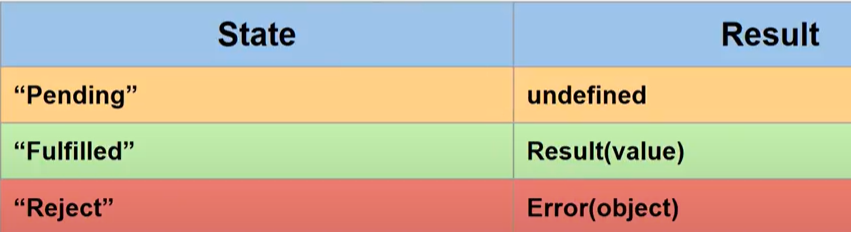 State Result
“Pending” undefined
“Fulfilled” Result(value)
“Reject” Error(object)